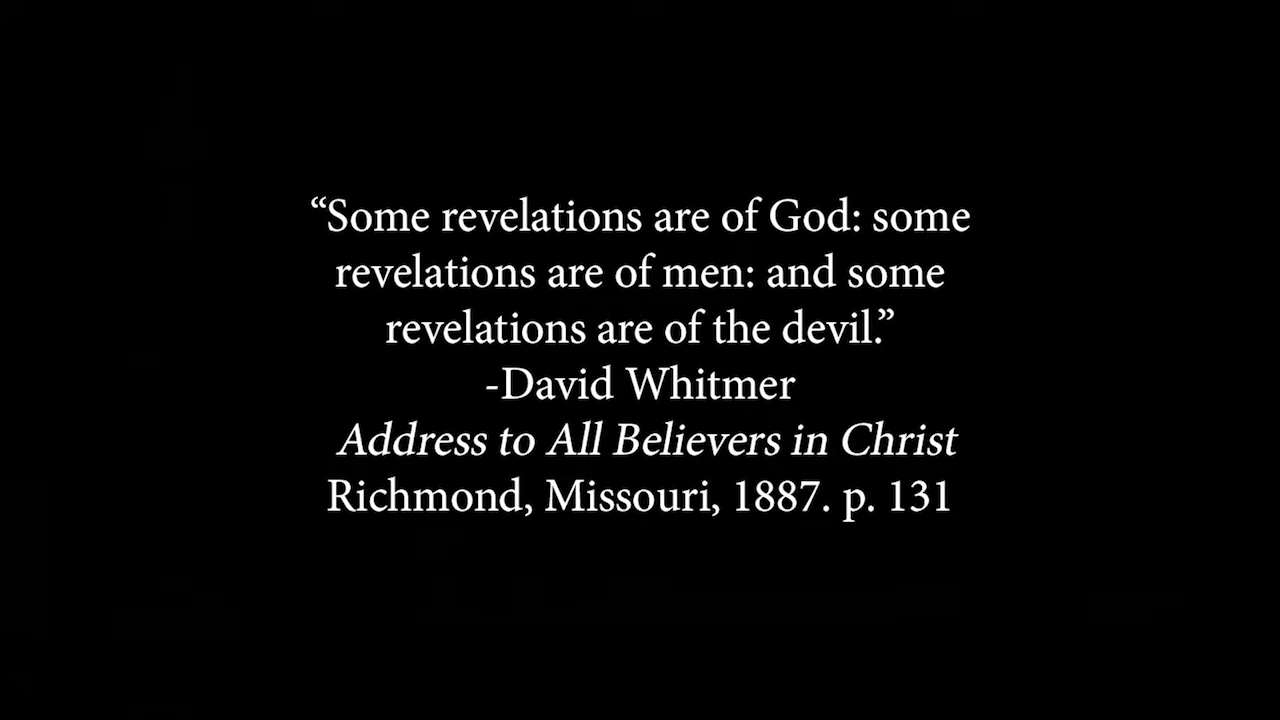 “Some revelations are of God: some
revelations are of men: and some
revelations are of the devil.”
-David Whitmer
Address to All Believers in Christ
Richmond, Missouri, 1887. p. 131